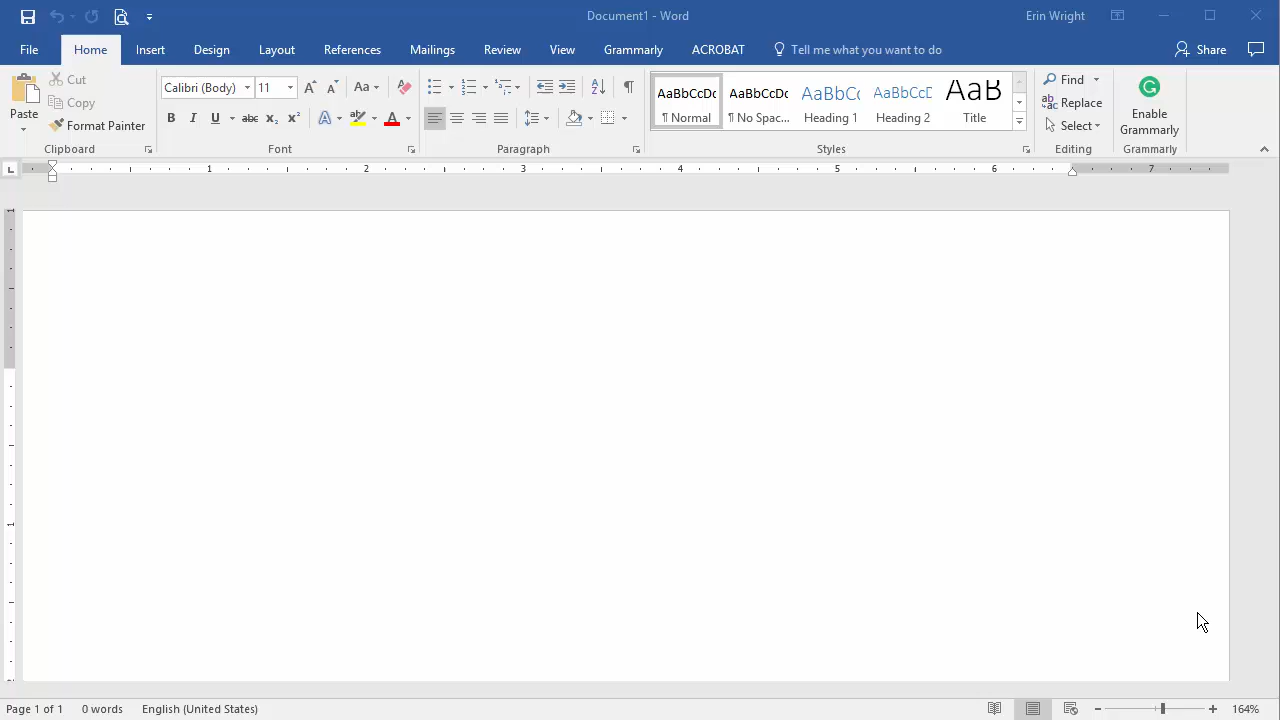 Document1 - Word
Erin Wright
File Home Insert Design Layout References Mailings Review View Grammarly ACROBAT Tell me what you want to do Share
Paste
Cut
Copy
Format Painter
Clipboard
Calibri (Body) 11
Aa
B I U abc x₂ x²
A A
Font
Paragraph
AaBbCcDc AaBbCcDc AaBbCc AaBbCcD AaB
¶ Normal ¶ No Spac... Heading 1 Heading 2 Title
Styles
Find
Replace
Select
Editing
Enable
Grammarly
Grammarly
1 2 3 4 5 6 7
Page 1 of 1 0 words English (United States) 164%